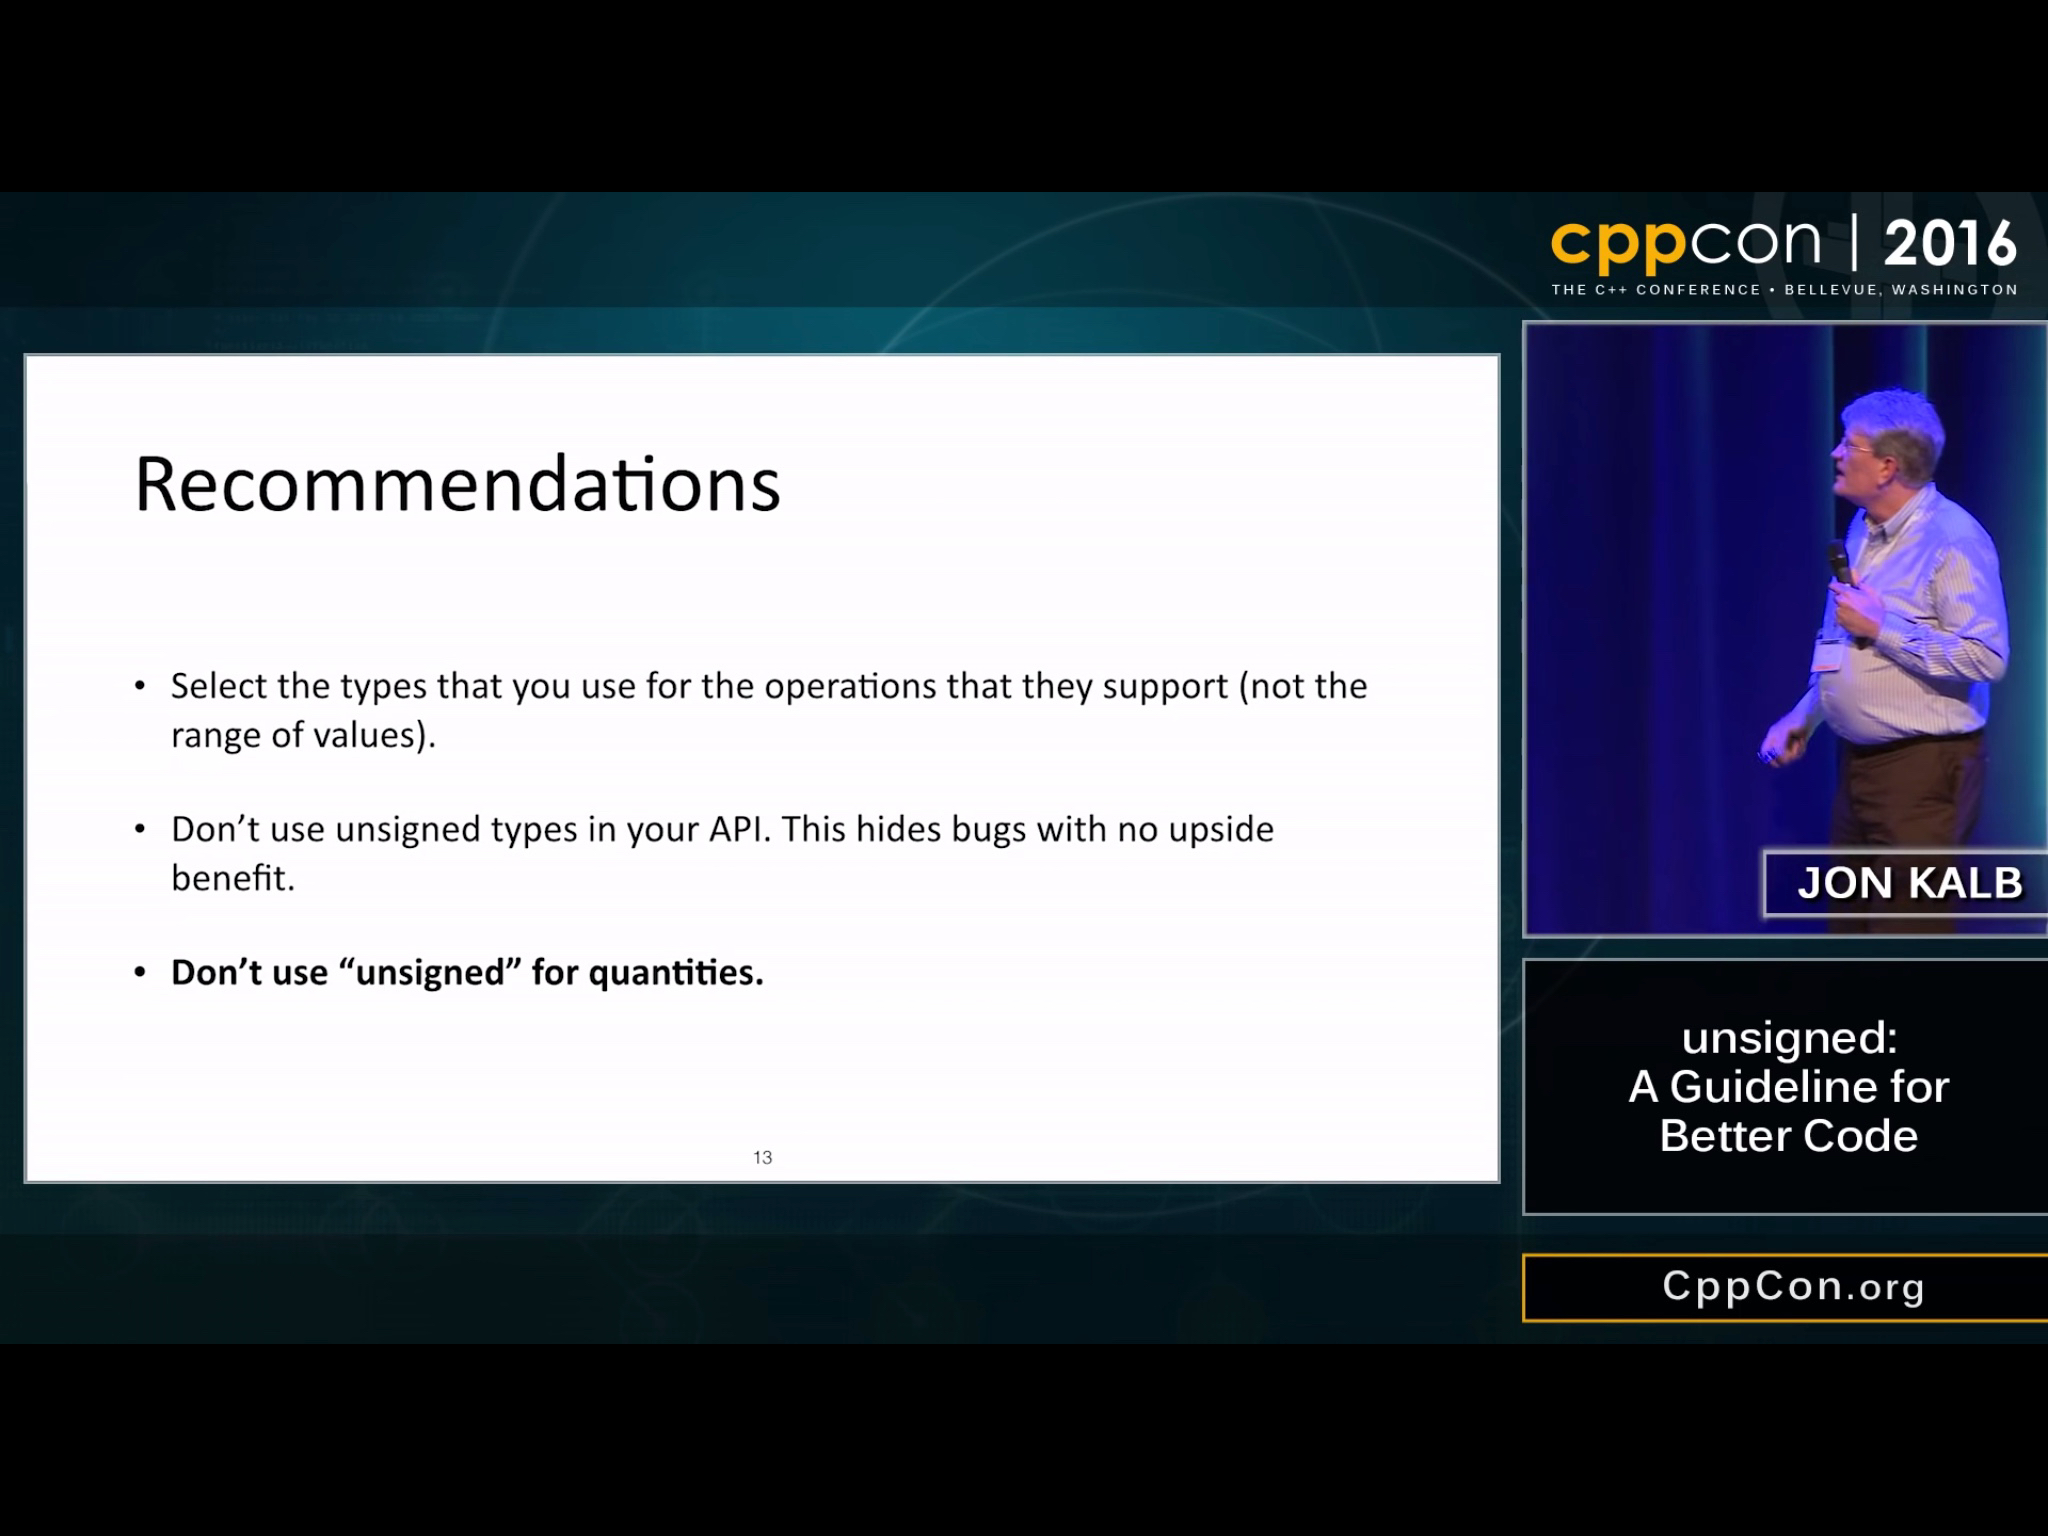 cppcon | 2016
THE C++ CONFERENCE • BELLEVUE, WASHINGTON
Recommendations
• Select the types that you use for the operations that they support (not the
range of values).
• Don’t use unsigned types in your API. This hides bugs with no upside
benefit.
• Don’t use “unsigned” for quantities.
13
JON KALB
unsigned:
A Guideline for
Better Code
CppCon.org